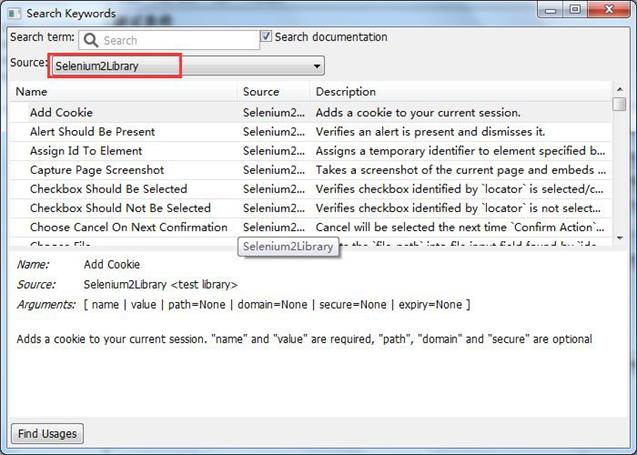 Search Keywords
Search term: Search Search documentation
Source: Selenium2Library
Name Source Description
Add Cookie Selenium2... Adds a cookie to your current session.
Alert Should Be Present Selenium2... Verifies an alert is present and dismisses it.
Assign Id To Element Selenium2... Assigns a temporary identifier to element specified b...
Capture Page Screenshot Selenium2... Takes a screenshot of the current page and embeds ...
Checkbox Should Be Selected Selenium2... Verifies checkbox identified by `locator` is selected/c...
Checkbox Should Not Be Selected Selenium2... Verifies checkbox identified by `locator` is not select...
Choose Cancel On Next Confirmation Selenium2... Cancel will be selected the next time `Confirm Action`...
Choose File the `file_path` into file input field found by `ide...
Selenium2Library
Name: Add Cookie
Source: Selenium2Library <test library>
Arguments: [ name | value | path=None | domain=None | secure=None | expiry=None ]
Adds a cookie to your current session. "name" and "value" are required, "path", "domain" and "secure" are optional
Find Usages